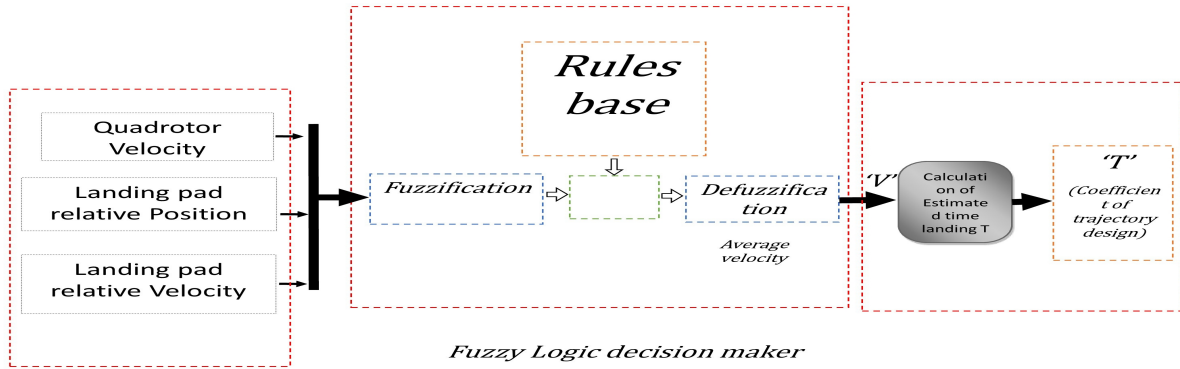 Quadrotor
Velocity
Landing pad
relative Position
Landing pad
relative Velocity
Rules
base
Fuzzification
Defuzzifica
tion
Average
velocity
‘V’
Calculati
on of
Estimate
d time
landing T
‘T’
(Coefficien
t of
trajectory
design)
Fuzzy Logic decision maker